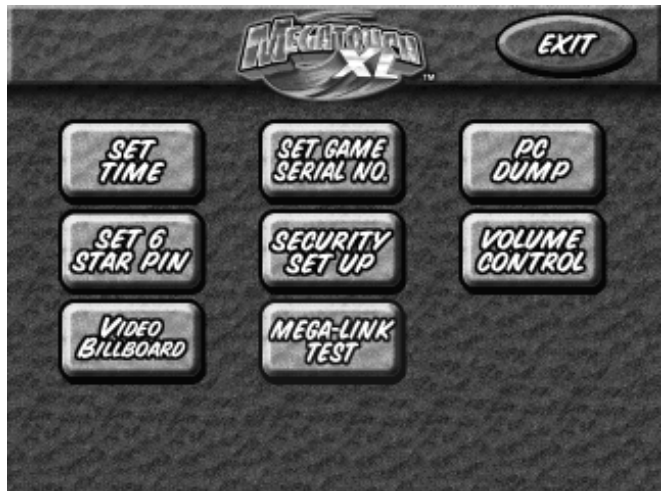 MEGATOUCH
XL™
EXIT
SET
TIME
SET GAME
SERIAL NO.
PC
DUMP
SET 6
STAR PIN
SECURITY
SET UP
VOLUME
CONTROL
VIDEO
BILLBOARD
MEGA-LINK
TEST